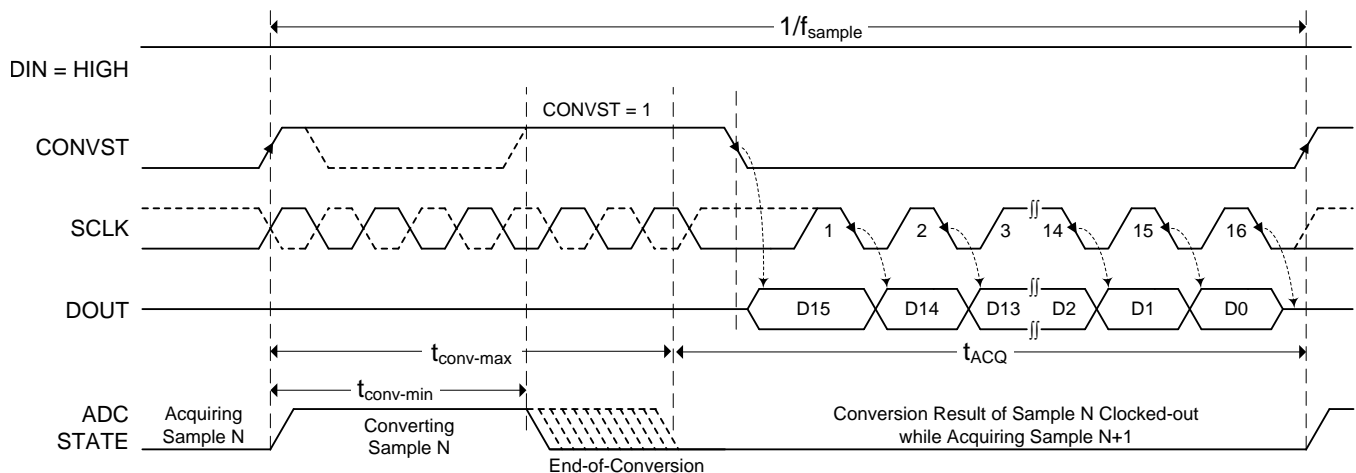 1/fsample
DIN = HIGH
CONVST = 1
CONVST
SCLK
1 2 3 14 15 16
DOUT
D15 D14 D13 D2 D1 D0
tconv-max
tACQ
tconv-min
ADC
STATE
Acquiring
Sample N
Converting
Sample N
End-of-Conversion
Conversion Result of Sample N Clocked-out
while Acquiring Sample N+1